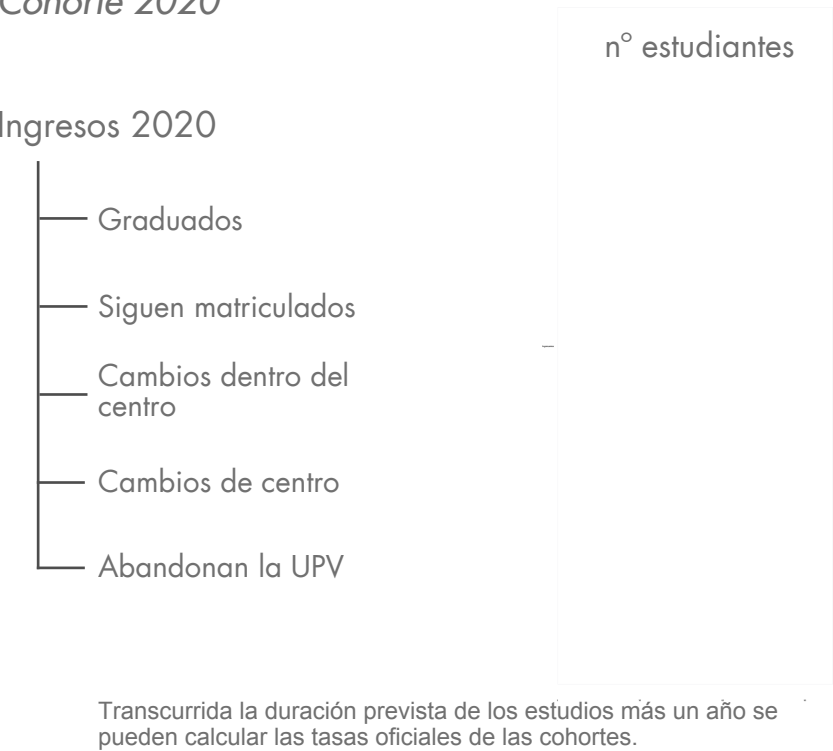 Cohorte 2020
nº estudiantes
Ingresos 2020
Graduados
Siguen matriculados
Cambios dentro del
centro
Cambios de centro
Abandonan la UPV
Transcurrida la duración prevista de los estudios más un año se
pueden calcular las tasas oficiales de las cohortes.